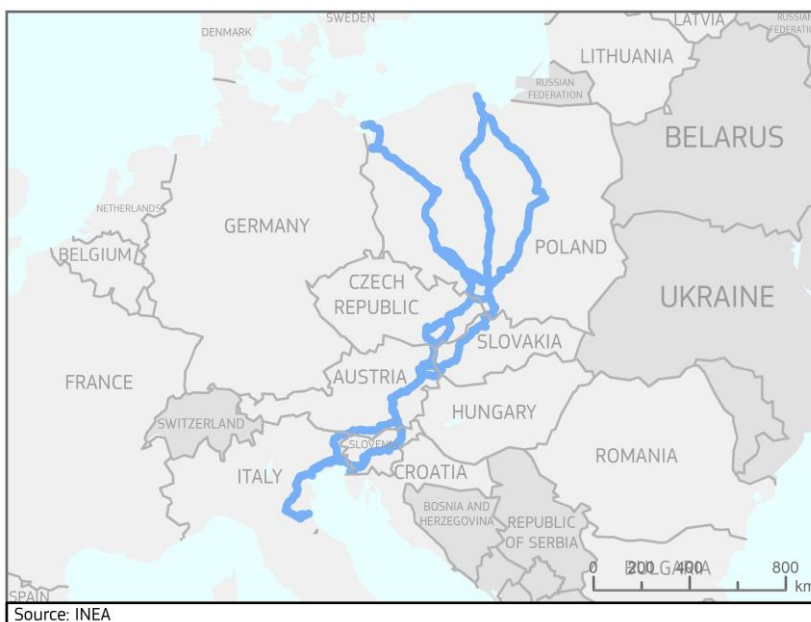 SWEDEN
DENMARK
LATVIA
RUSSIAN
FEDERATION
LITHUANIA
RUSSIAN
FEDERATION
BELARUS
NETHERLANDS
GERMANY
POLAND
BELGIUM
CZECH
REPUBLIC
UKRAINE
SLOVAKIA
FRANCE
AUSTRIA
HUNGARY
SWITZERLAND
SLOVENI
ROMANIA
ITALY
CROATIA
BOSNIA AND
HERZEGOVINA
REPUBLIC
OF SERBIA
BULGARIA
0 200 400 800
km
SPAIN
Source: INEA